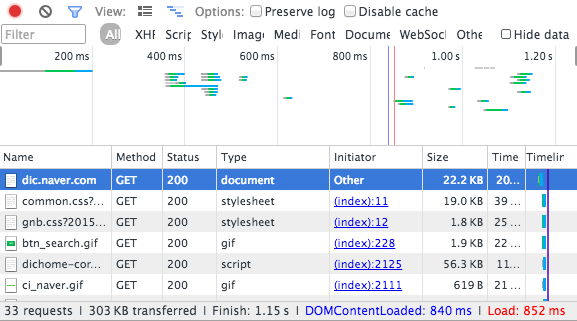 View: Options: Preserve log Disable cache
Filter All XHR Scri Styl Imag Medi Font Docume WebSock Othe Hide data
200 ms 400 ms 600 ms 800 ms 1.00 s 1.20 s
Name Method Status Type Initiator Size Time Timelin
dic.naver.com GET 200 document Other 22.2 KB 20...
common.css?... GET 200 stylesheet (index):11 19.0 KB 39 ...
gnb.css?2015... GET 200 stylesheet (index):12 1.8 KB 25 ...
btn_search.gif GET 200 gif (index):228 1.9 KB 22 ...
dichome-cor... GET 200 script (index):2125 56.3 KB 11...
ci_naver.gif GET 200 gif (index):2111 619 B 21 ...
33 requests | 303 KB transferred | Finish: 1.15 s | DOMContentLoaded: 840 ms | Load: 852 ms